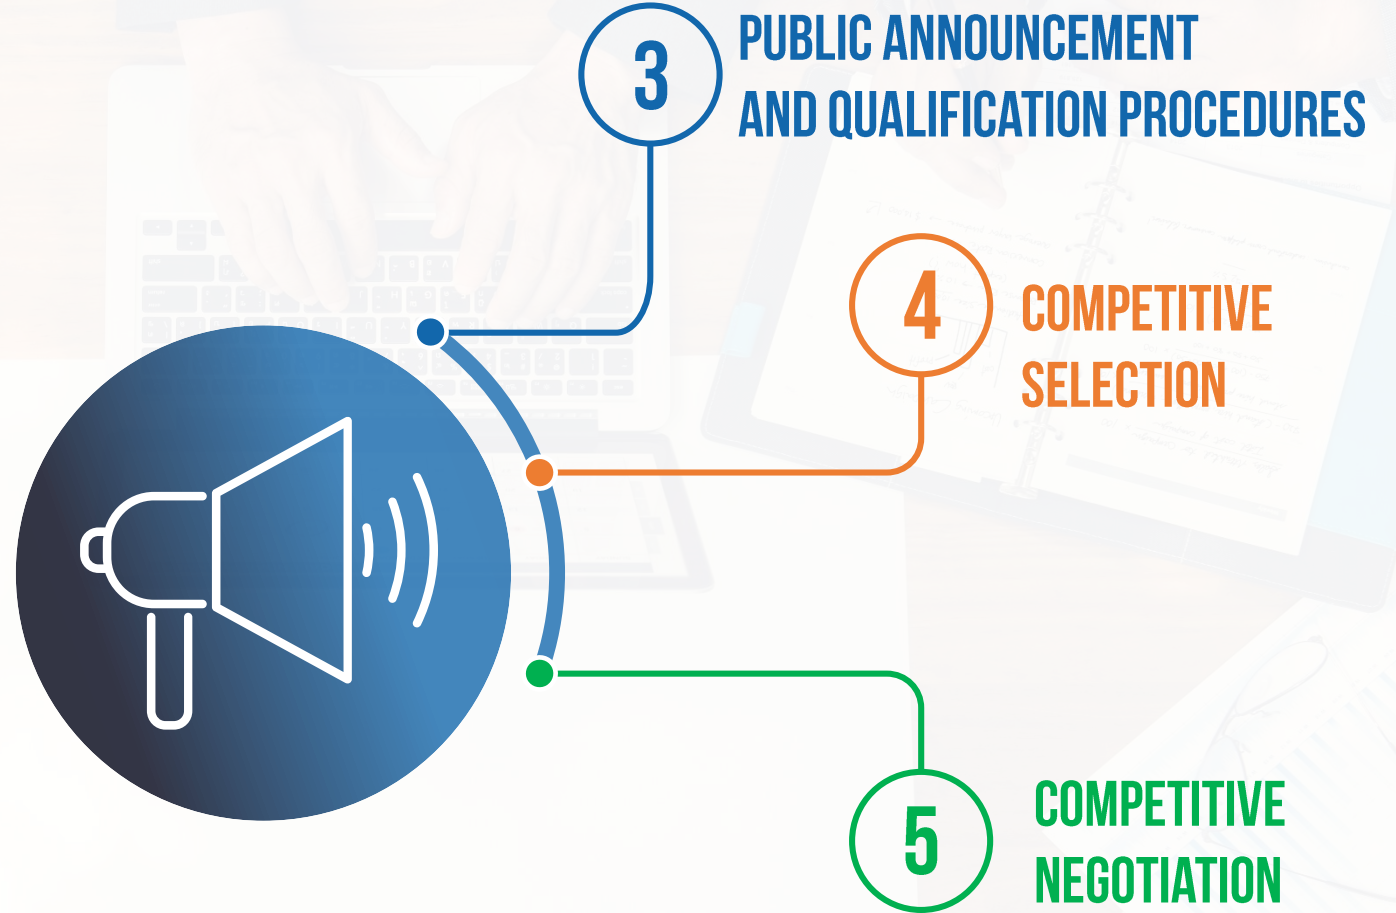 3
PUBLIC ANNOUNCEMENT
AND QUALIFICATION PROCEDURES
4
COMPETITIVE
SELECTION
5
COMPETITIVE
NEGOTIATION